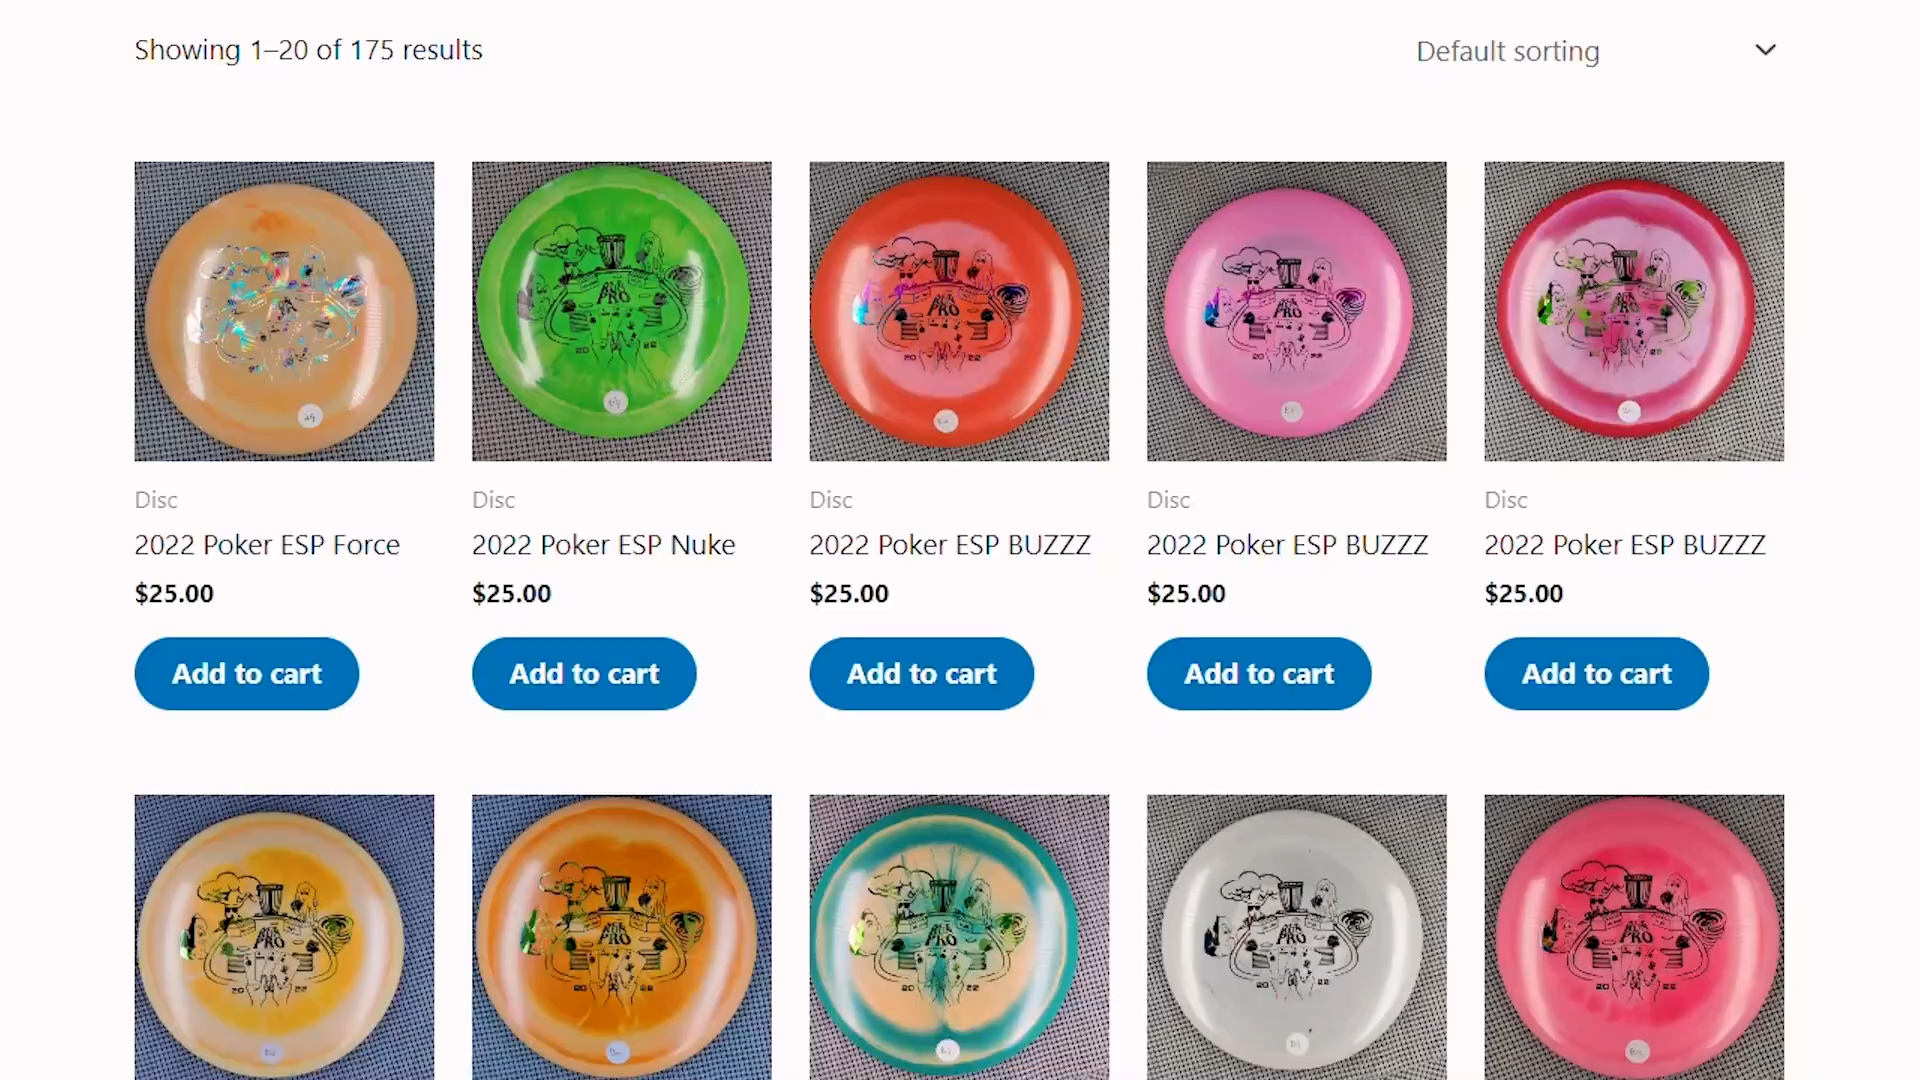 Showing 1–20 of 175 results
Default sorting
Disc
2022 Poker ESP Force
$25.00
Add to cart
Disc
2022 Poker ESP Nuke
$25.00
Add to cart
Disc
2022 Poker ESP BUZZZ
$25.00
Add to cart
Disc
2022 Poker ESP BUZZZ
$25.00
Add to cart
Disc
2022 Poker ESP BUZZZ
$25.00
Add to cart